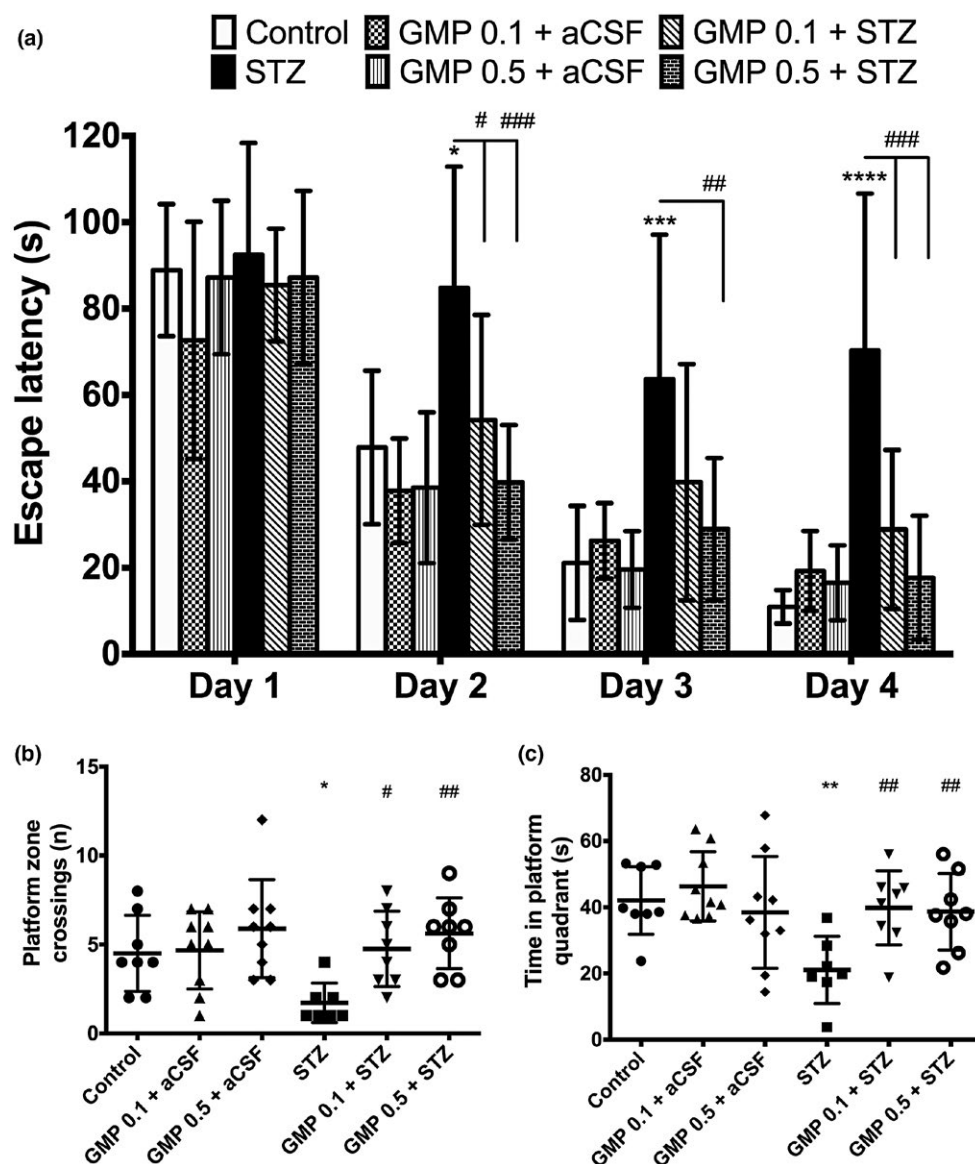 (a)
Control GMP 0.1 + aCSF GMP 0.1 + STZ
STZ GMP 0.5 + aCSF GMP 0.5 + STZ
Escape latency (s)
120
100
80
60
40
20
0
* # ###
*** ##
**** ###
Day 1 Day 2 Day 3 Day 4
(b)
Platform zone
crossings (n)
15
10
5
0
* # ##
Control
GMP 0.1 + aCSF
GMP 0.5 + aCSF
STZ
GMP 0.1 + STZ
GMP 0.5 + STZ
(c)
Time in platform
quadrant (s)
80
60
40
20
0
** ## ##
Control
GMP 0.1 + aCSF
GMP 0.5 + aCSF
STZ
GMP 0.1 + STZ
GMP 0.5 + STZ